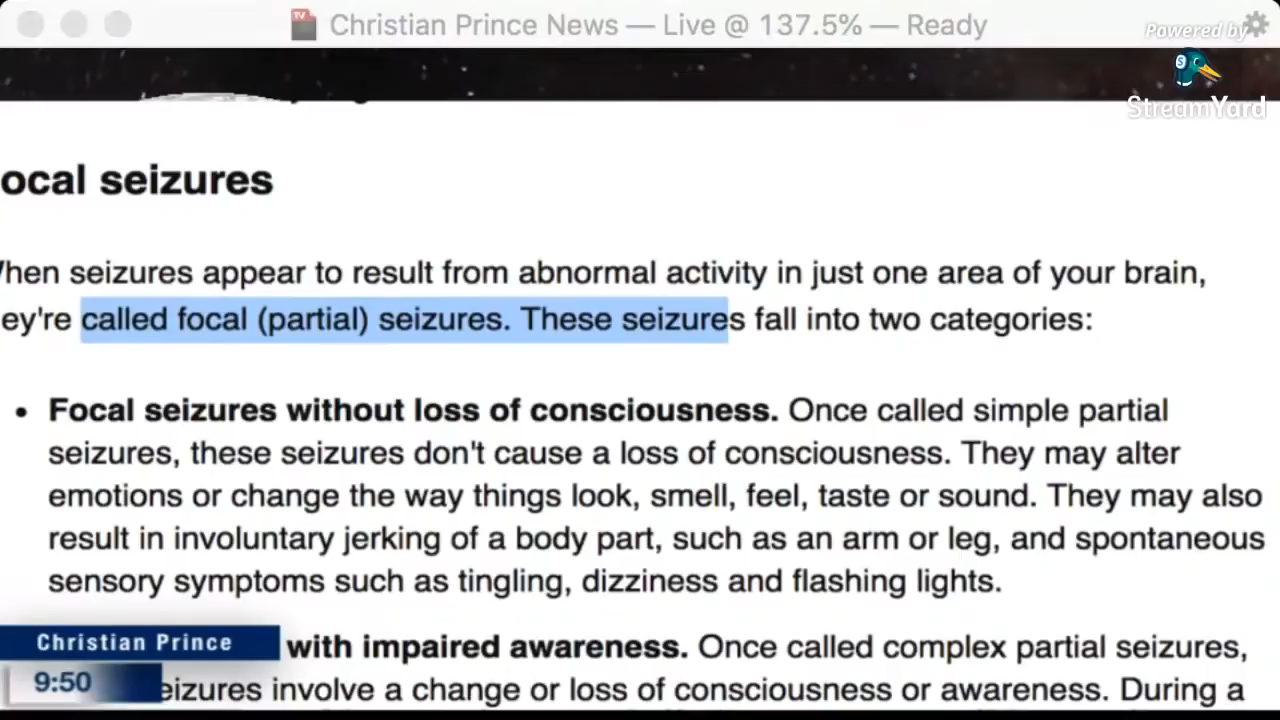 Christian Prince News — Live @ 137.5% — Ready
Powered by
StreamYard
ocal seizures
hen seizures appear to result from abnormal activity in just one area of your brain,
ey're called focal (partial) seizures. These seizures fall into two categories:
• Focal seizures without loss of consciousness. Once called simple partial
seizures, these seizures don't cause a loss of consciousness. They may alter
emotions or change the way things look, smell, feel, taste or sound. They may also
result in involuntary jerking of a body part, such as an arm or leg, and spontaneous
sensory symptoms such as tingling, dizziness and flashing lights.
with impaired awareness. Once called complex partial seizures,
eizures involve a change or loss of consciousness or awareness. During a
Christian Prince
9:50